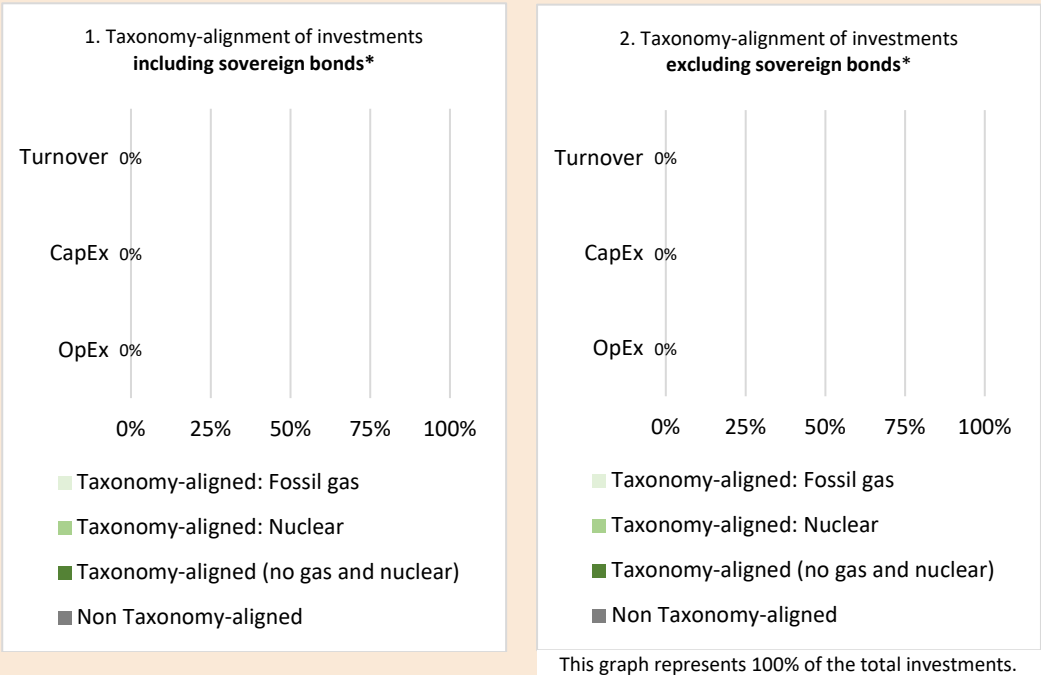 1. Taxonomy-alignment of investments
including sovereign bonds*
Turnover 0%
CapEx 0%
OpEx 0%
0% 25% 50% 75% 100%
Taxonomy-aligned: Fossil gas
Taxonomy-aligned: Nuclear
Taxonomy-aligned (no gas and nuclear)
Non Taxonomy-aligned
2. Taxonomy-alignment of investments
excluding sovereign bonds*
Turnover 0%
CapEx 0%
OpEx 0%
0% 25% 50% 75% 100%
Taxonomy-aligned: Fossil gas
Taxonomy-aligned: Nuclear
Taxonomy-aligned (no gas and nuclear)
Non Taxonomy-aligned
This graph represents 100% of the total investments.